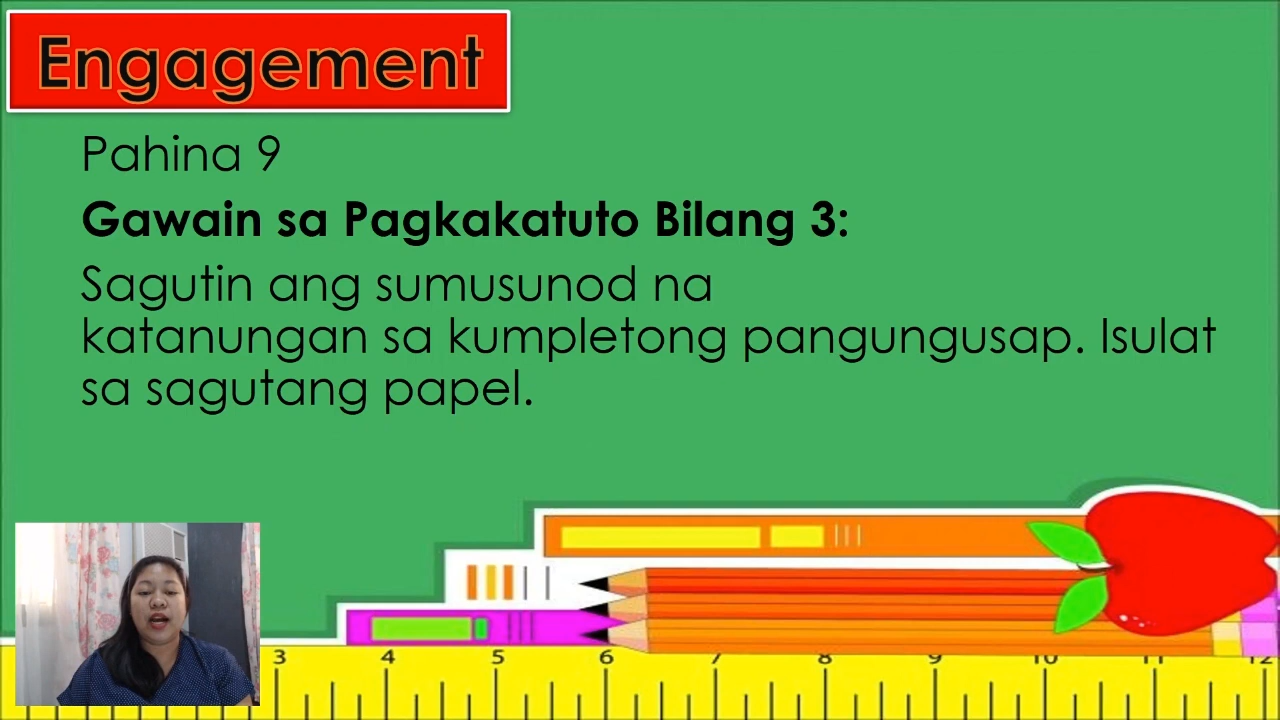 Engagement
Pahina 9
Gawain sa Pagkakatuto Bilang 3:
Sagutin ang sumusunod na
katanungan sa kumpletong pangungusap. Isulat
sa sagutang papel.
3 4 5 6 7 8 9 10 11 12